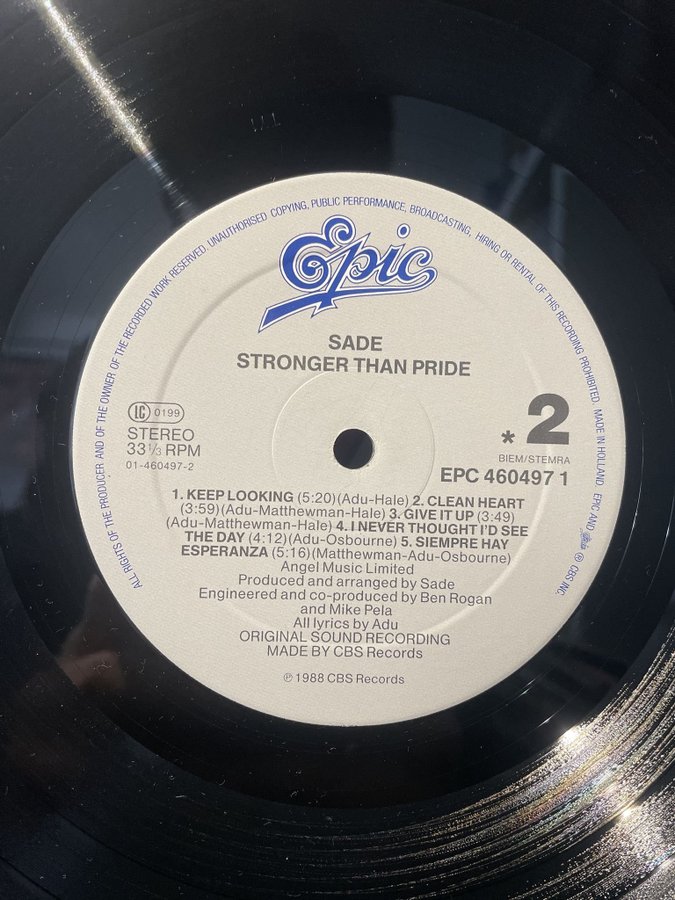 ALL RIGHTS OF THE PRODUCER AND OF THE OWNER OF THE RECORDED WORK RESERVED. UNAUTHORISED COPYING, PUBLIC PERFORMANCE, BROADCASTING, HIRING OR RENTAL OF THIS RECORDING PROHIBITED. MADE IN HOLLAND. EPIC AND Epic ℗ CBS INC.
Epic
SADE
STRONGER THAN PRIDE
LC 0199
STEREO
33 1/3 RPM
01-460497-2
* 2
BIEM/STEMRA
EPC 460497 1
1. KEEP LOOKING (5:20)(Adu-Hale) 2. CLEAN HEART
(3:59)(Adu-Matthewman-Hale) 3. GIVE IT UP (3:49)
(Adu-Matthewman-Hale) 4. I NEVER THOUGHT I'D SEE
THE DAY (4:12)(Adu-Osbourne) 5. SIEMPRE HAY
ESPERANZA (5:16)(Matthewman-Adu-Osbourne)
Angel Music Limited
Produced and arranged by Sade
Engineered and co-produced by Ben Rogan
and Mike Pela
All lyrics by Adu
ORIGINAL SOUND RECORDING
MADE BY CBS Records
℗ 1988 CBS Records